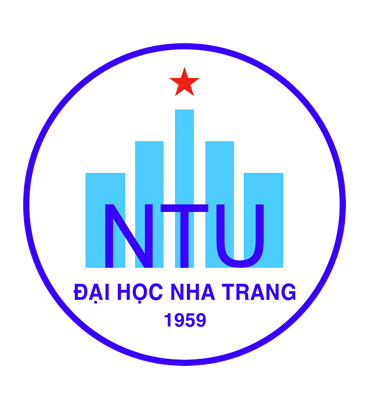 NTU
ĐẠI HỌC NHA TRANG
1959